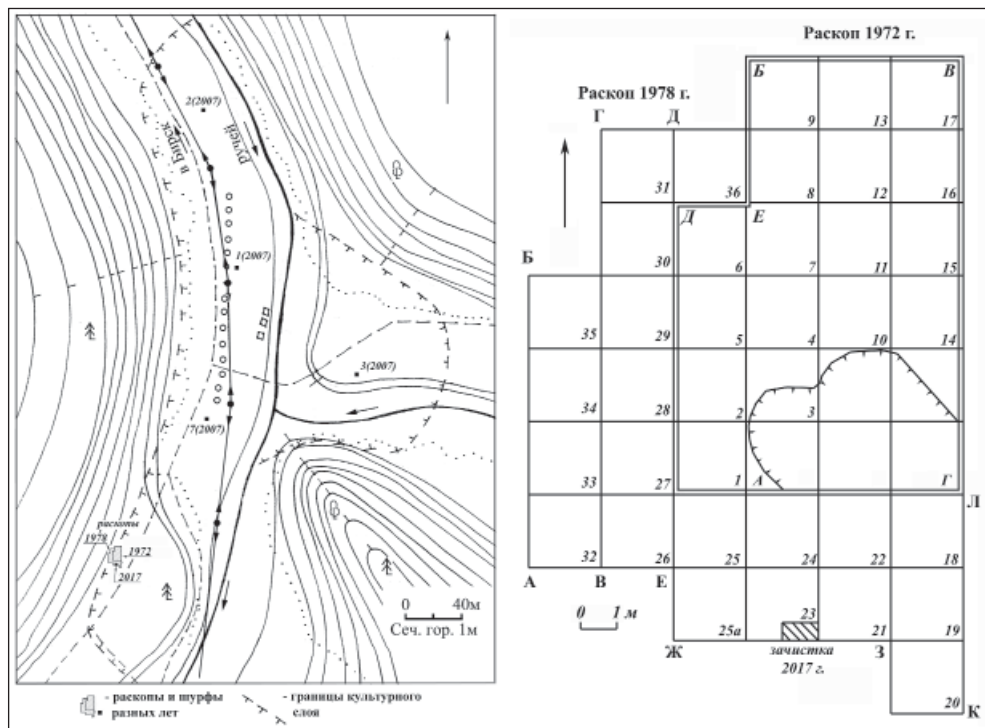 2(2007)
в Бирск
ручей
1(2007)
3(2007)
7(2007)
раскопы
1978
1972
2017
0 40м
Сеч. гор. 1м
- раскопы и шурфы
разных лет
- границы культурного
слоя
Раскоп 1972 г.
Б В
Раскоп 1978 г.
Г Д
9 13 17
31 36 8 12 16
Д Е
Б
30 6 7 11 15
35 29 5 4 10 14
34 28 2 3
33 27 1 А Г
Л
32 26 25 24 22 18
А В Е
0 1 м
23
25а 21 19
Ж зачистка З
2017 г.
20 К